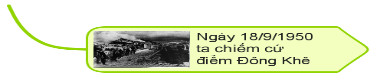 Ngày 18/9/1950
ta chiếm cứ
điểm Đông Khê